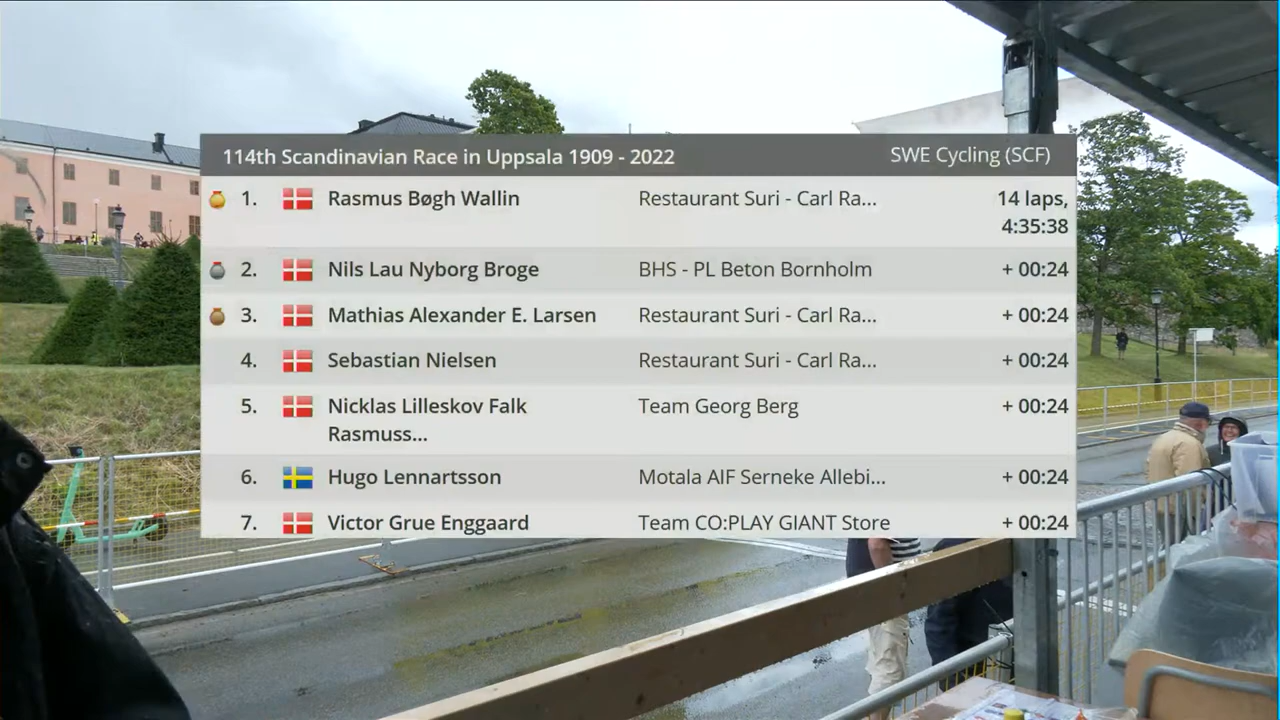 114th Scandinavian Race in Uppsala 1909 - 2022 SWE Cycling (SCF)
1. Rasmus Bøgh Wallin Restaurant Suri - Carl Ra... 14 laps,
4:35:38
2. Nils Lau Nyborg Broge BHS - PL Beton Bornholm + 00:24
3. Mathias Alexander E. Larsen Restaurant Suri - Carl Ra... + 00:24
4. Sebastian Nielsen Restaurant Suri - Carl Ra... + 00:24
5. Nicklas Lilleskov Falk Team Georg Berg + 00:24
Rasmuss...
6. Hugo Lennartsson Motala AIF Serneke Allebi... + 00:24
7. Victor Grue Enggaard Team CO:PLAY GIANT Store + 00:24